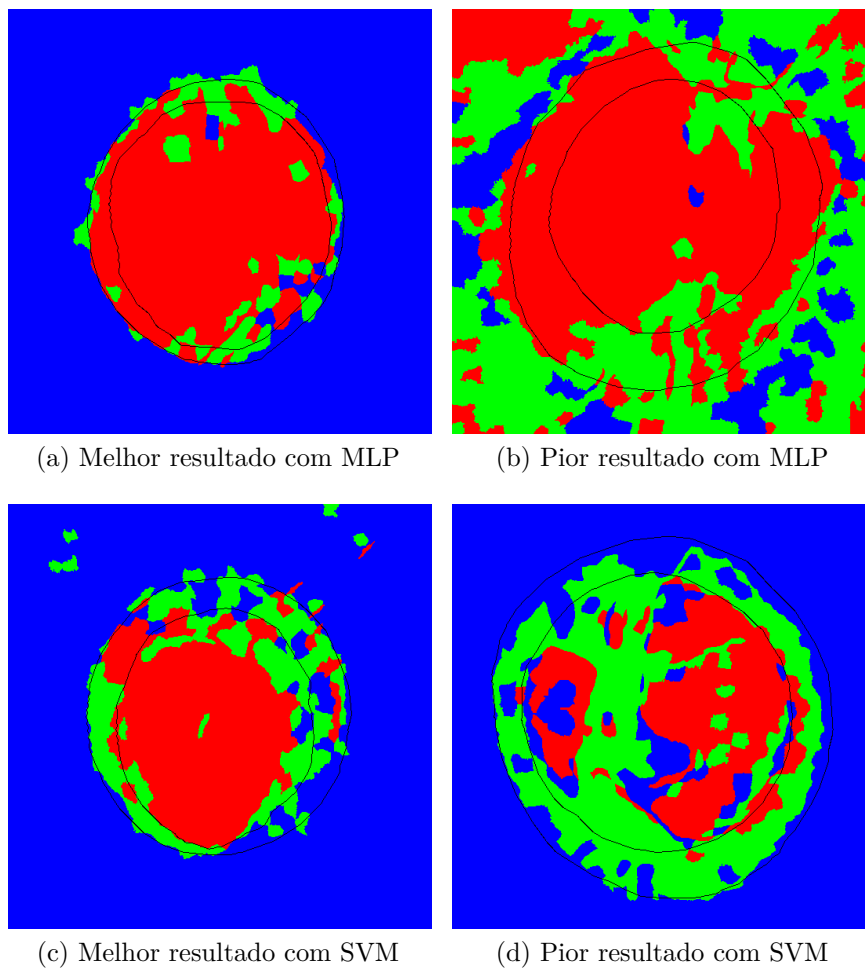 (a) Melhor resultado com MLP
(b) Pior resultado com MLP
(c) Melhor resultado com SVM
(d) Pior resultado com SVM